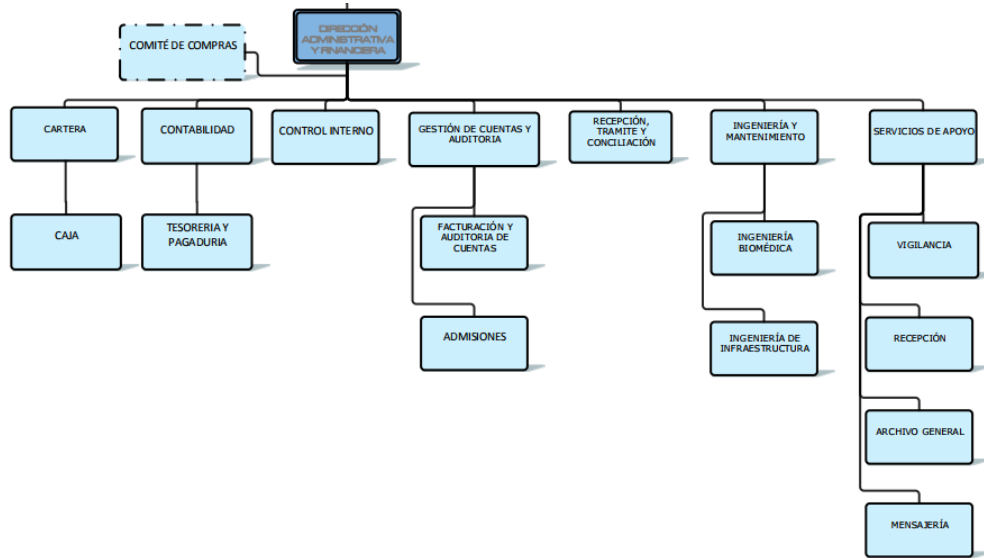 DIRECCIÓN
ADMINISTRATIVA
Y FINANCIERA
COMITÉ DE COMPRAS
CARTERA
CONTABILIDAD
CONTROL INTERNO
GESTIÓN DE CUENTAS Y
AUDITORIA
RECEPCIÓN,
TRAMITE Y
CONCILIACIÓN
INGENIERÍA Y
MANTENIMIENTO
SERVICIOS DE APOYO
CAJA
TESORERIA Y
PAGADURIA
FACTURACIÓN Y
AUDITORIA DE
CUENTAS
INGENIERÍA
BIOMÉDICA
VIGILANCIA
ADMISIONES
INGENIERÍA DE
INFRAESTRUCTURA
RECEPCIÓN
ARCHIVO GENERAL
MENSAJERÍA